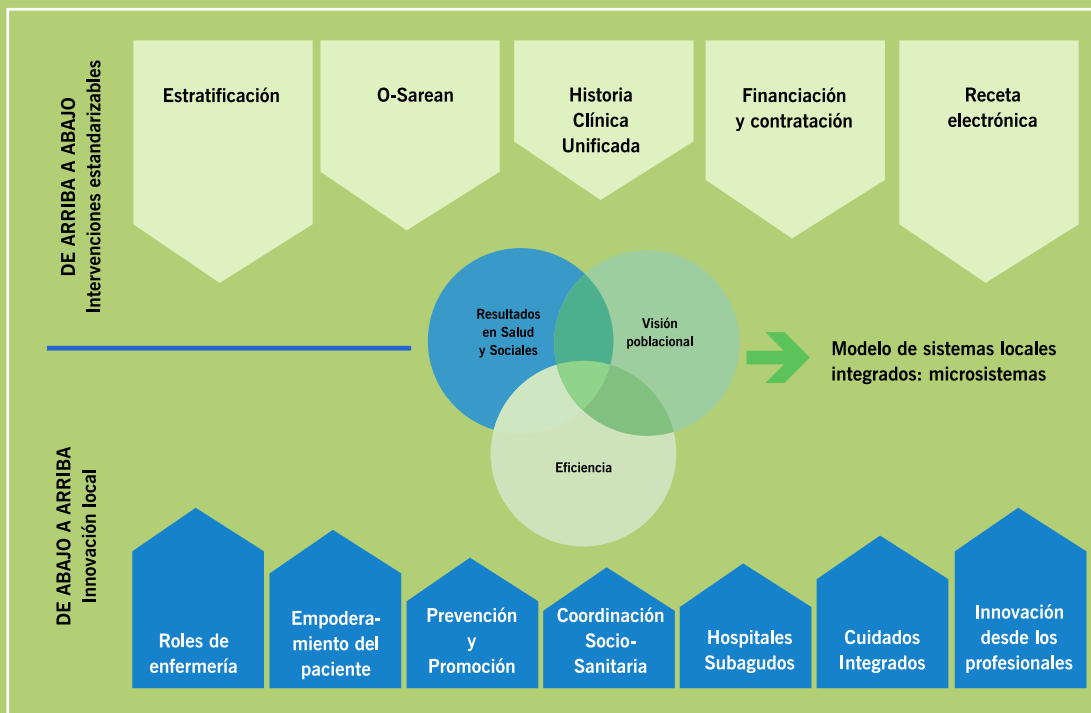 DE ARRIBA A ABAJO
Intervenciones estandarizables
Estratificación
O-Sarean
Historia
Clínica
Unificada
Financiación
y contratación
Receta
electrónica
Resultados
en Salud
y Sociales
Visión
poblacional
Eficiencia
Modelo de sistemas locales
integrados: microsistemas
DE ABAJO A ARRIBA
Innovación local
Roles de
enfermería
Empodera-
miento del
paciente
Prevención
y
Promoción
Coordinación
Socio-
Sanitaria
Hospitales
Subagudos
Cuidados
Integrados
Innovación
desde los
profesionales